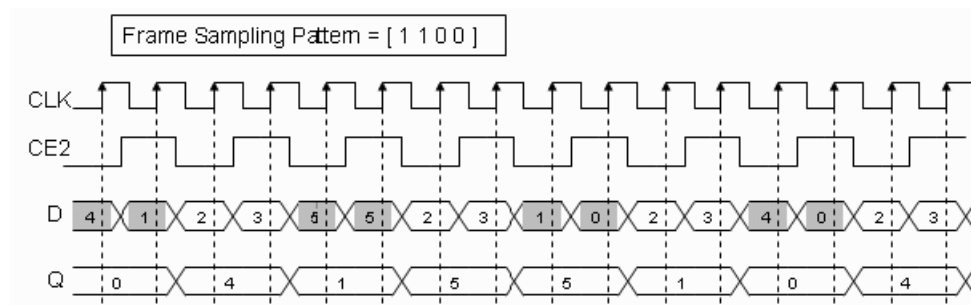 Frame Sampling Pattern = [ 1 1 0 0 ]
CLK
CE2
D 4 1 2 3 5 5 2 3 1 0 2 3 4 0 2 3
Q 0 4 1 5 5 1 0 4